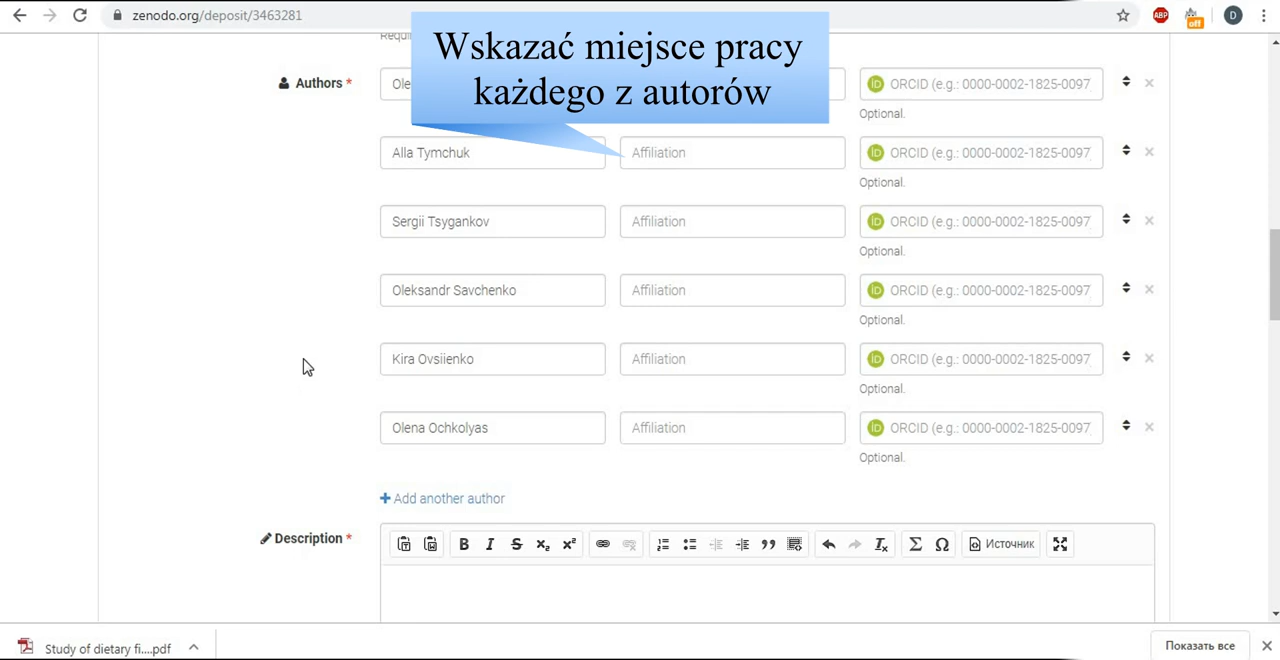 zenodo.org/deposit/3463281
ABP
off
D
Wskazać miejsce pracy
każdego z autorów
Authors *
ORCID (e.g.: 0000-0002-1825-0097
Optional.
Alla Tymchuk
Affiliation
ORCID (e.g.: 0000-0002-1825-0097
Optional.
Sergii Tsygankov
Affiliation
ORCID (e.g.: 0000-0002-1825-0097
Optional.
Oleksandr Savchenko
Affiliation
ORCID (e.g.: 0000-0002-1825-0097
Optional.
Kira Ovsiienko
Affiliation
ORCID (e.g.: 0000-0002-1825-0097
Optional.
Olena Ochkolyas
Affiliation
ORCID (e.g.: 0000-0002-1825-0097
Optional.
Add another author
Description *
Источник
Study of dietary fi....pdf
Показать все